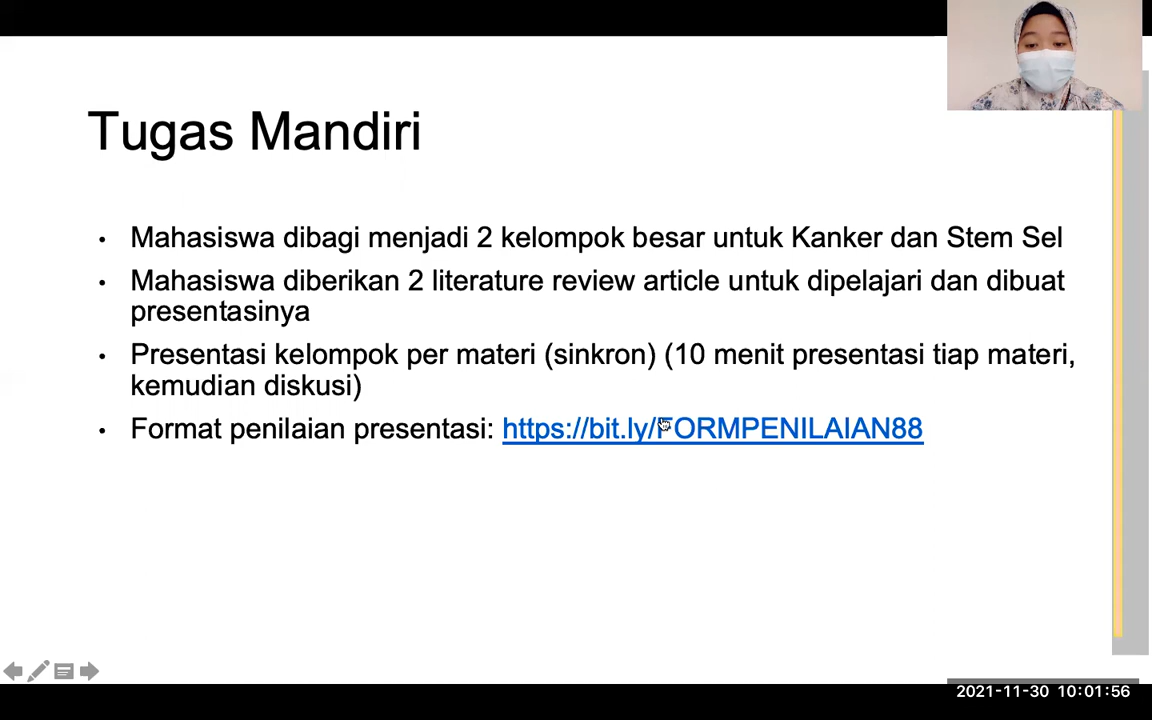 Tugas Mandiri
• Mahasiswa dibagi menjadi 2 kelompok besar untuk Kanker dan Stem Sel
• Mahasiswa diberikan 2 literature review article untuk dipelajari dan dibuat
presentasinya
• Presentasi kelompok per materi (sinkron) (10 menit presentasi tiap materi,
kemudian diskusi)
• Format penilaian presentasi: https://bit.ly/FORMPENILAIAN88
2021-11-30 10:01:56